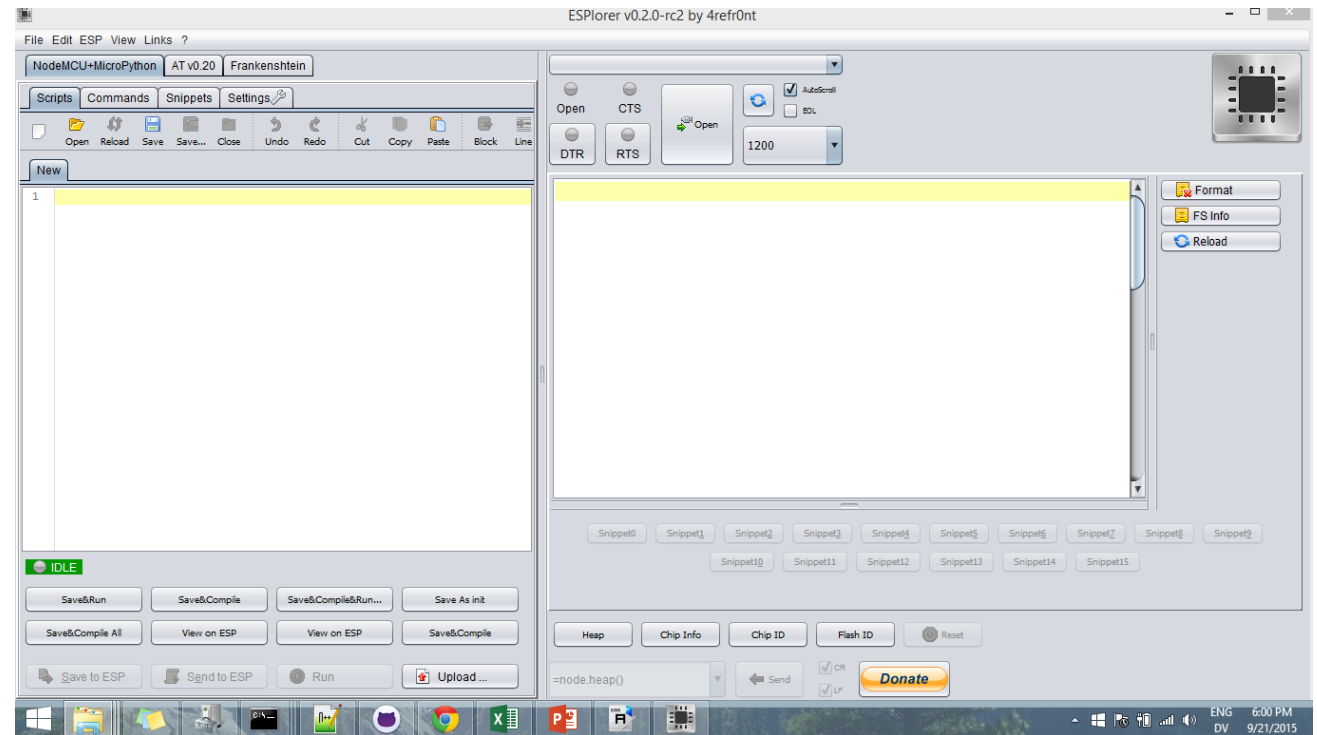 ESPlorer v0.2.0-rc2 by 4refr0nt
File Edit ESP View Links ?
NodeMCU+MicroPython AT v0.20 Frankenshtein
Scripts Commands Snippets Settings
Open Reload Save Save... Close Undo Redo Cut Copy Paste Block Line
New
1
IDLE
Save&Run Save&Compile Save&Compile&Run... Save As init
Save&Compile All View on ESP View on ESP Save&Compile
Save to ESP Send to ESP Run Upload ...
Open CTS
DTR RTS
Open
AutoScroll
EOL
1200
Format
FS Info
Reload
Snippet0 Snippet1 Snippet2 Snippet3 Snippet4 Snippet5 Snippet6 Snippet7 Snippet8 Snippet9
Snippet10 Snippet11 Snippet12 Snippet13 Snippet14 Snippet15
Heap Chip Info Chip ID Flash ID Reset
=node.heap() Send CR LF Donate
ENG 6:00 PM
DV 9/21/2015